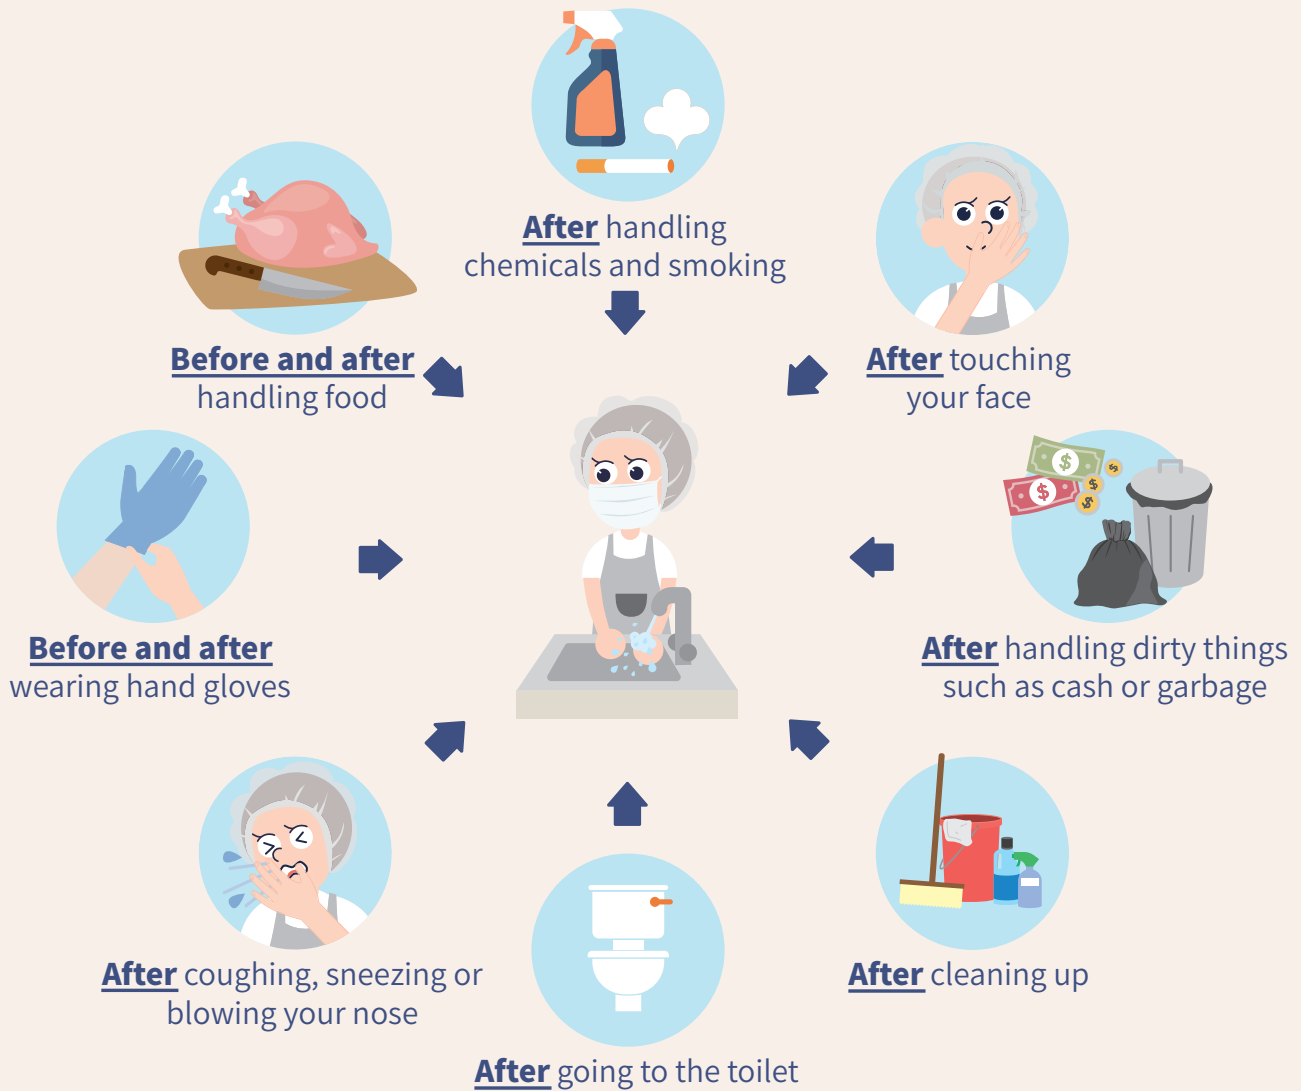 After handling
chemicals and smoking
Before and after
handling food
After touching
your face
Before and after
wearing hand gloves
After handling dirty things
such as cash or garbage
After coughing, sneezing or
blowing your nose
After cleaning up
After going to the toilet